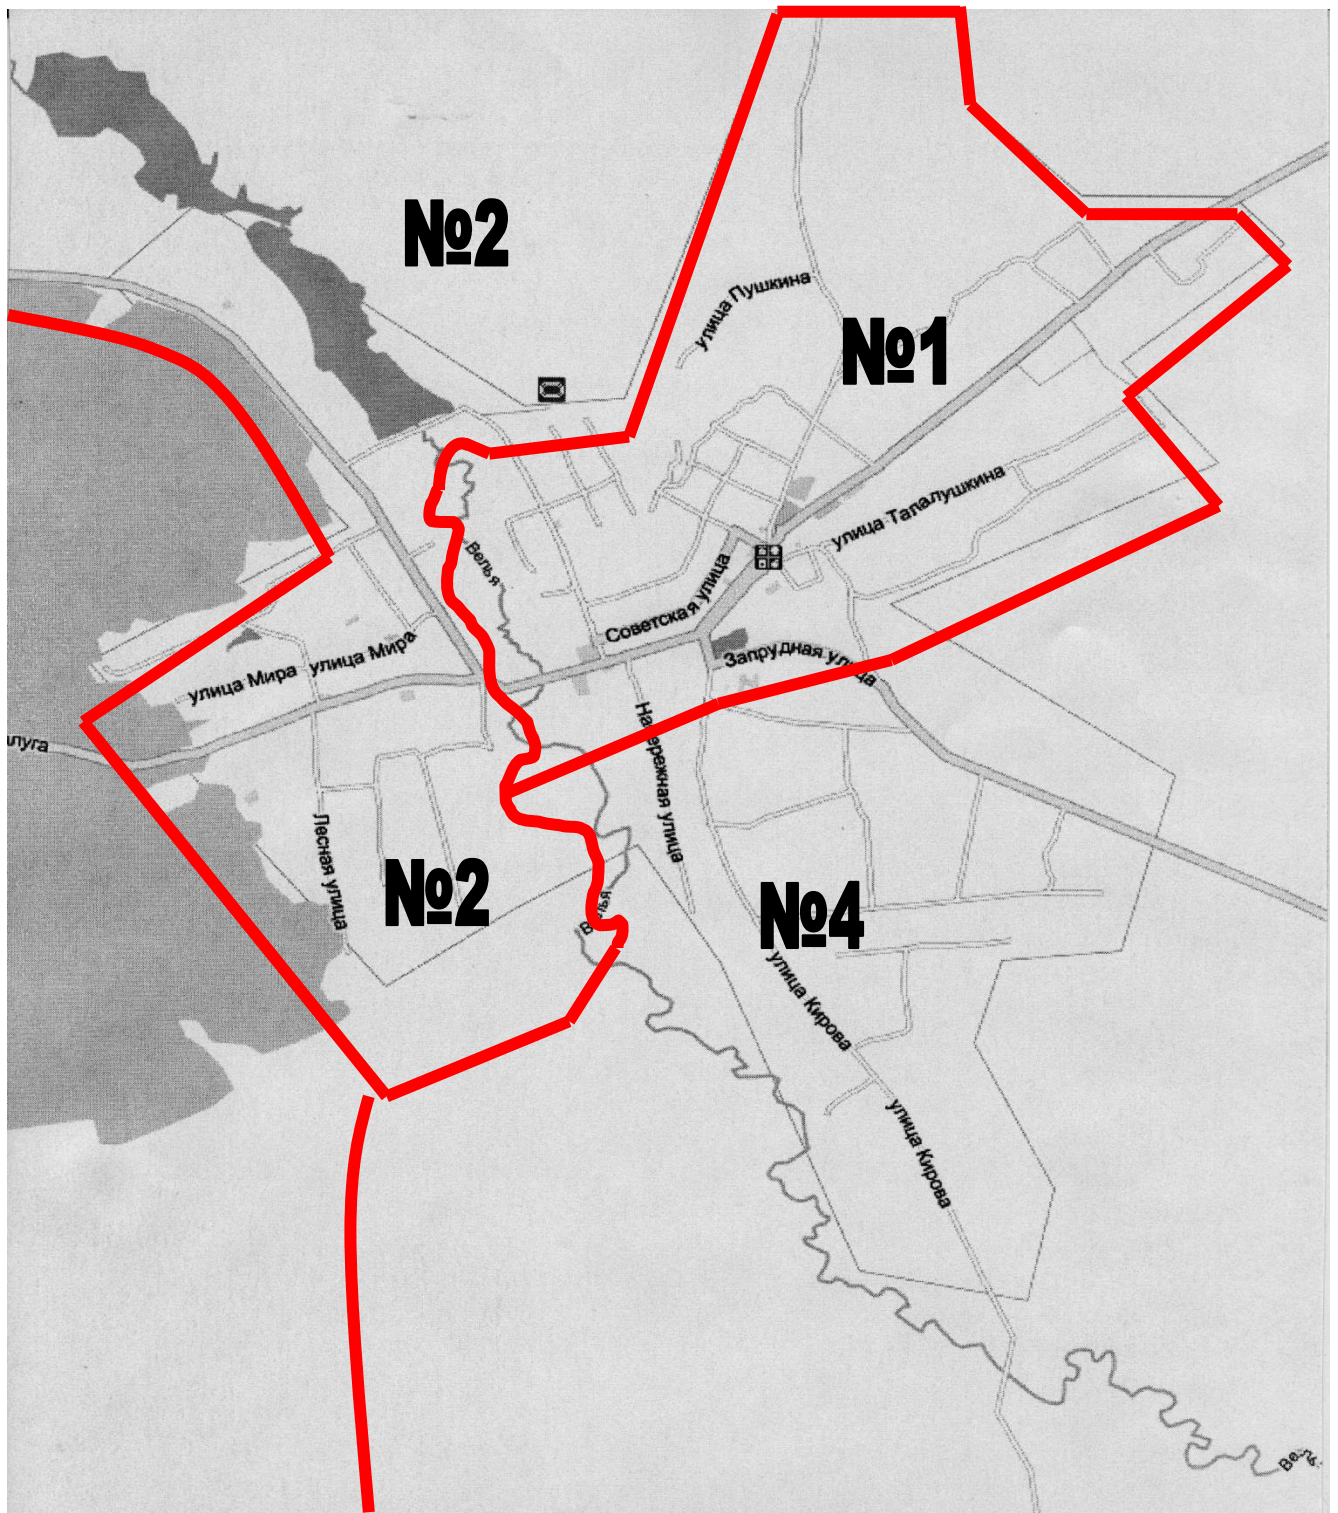 №2
улица Пушкина
№1
улица Талалушкина
Велья
Советская улица
Запрудная улица
улица Мира
улица Мира
Набережная улица
Лесная улица
№2
Велья
№4
улица Кирова
улица Кирова